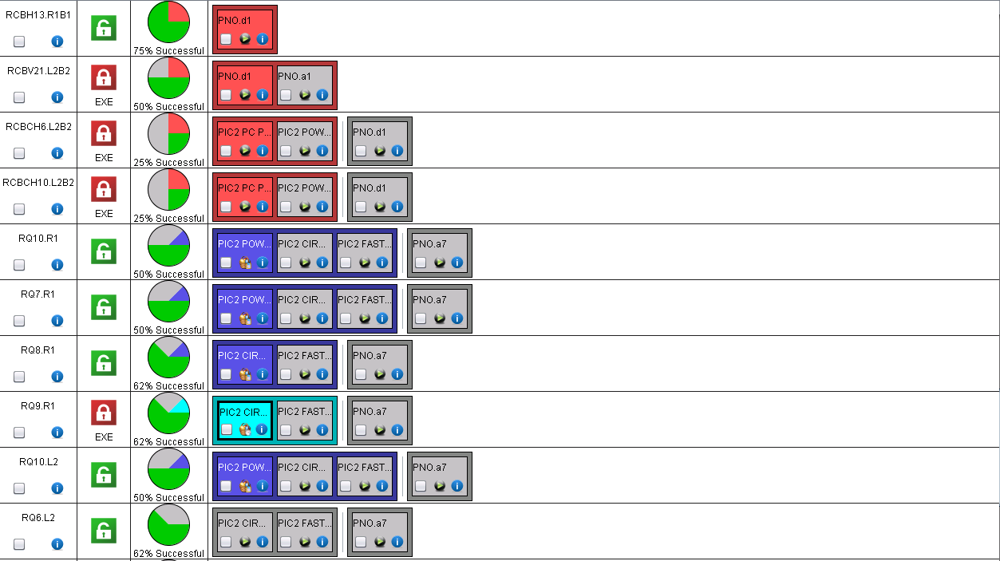 RCBH13.R1B1
75% Successful
PNO.d1
RCBV21.L2B2
EXE
50% Successful
PNO.d1 PNO.a1
RCBCH6.L2B2
EXE
25% Successful
PIC2 PC P... PIC2 POW... PNO.d1
RCBCH10.L2B2
EXE
25% Successful
PIC2 PC P... PIC2 POW... PNO.d1
RQ10.R1
50% Successful
PIC2 POW... PIC2 CIR... PIC2 FAST... PNO.a7
RQ7.R1
50% Successful
PIC2 POW... PIC2 CIR... PIC2 FAST... PNO.a7
RQ8.R1
62% Successful
PIC2 CIR... PIC2 FAST... PNO.a7
RQ9.R1
EXE
62% Successful
PIC2 CIR... PIC2 FAST... PNO.a7
RQ10.L2
50% Successful
PIC2 POW... PIC2 CIR... PIC2 FAST... PNO.a7
RQ6.L2
62% Successful
PIC2 CIR... PIC2 FAST... PNO.a7